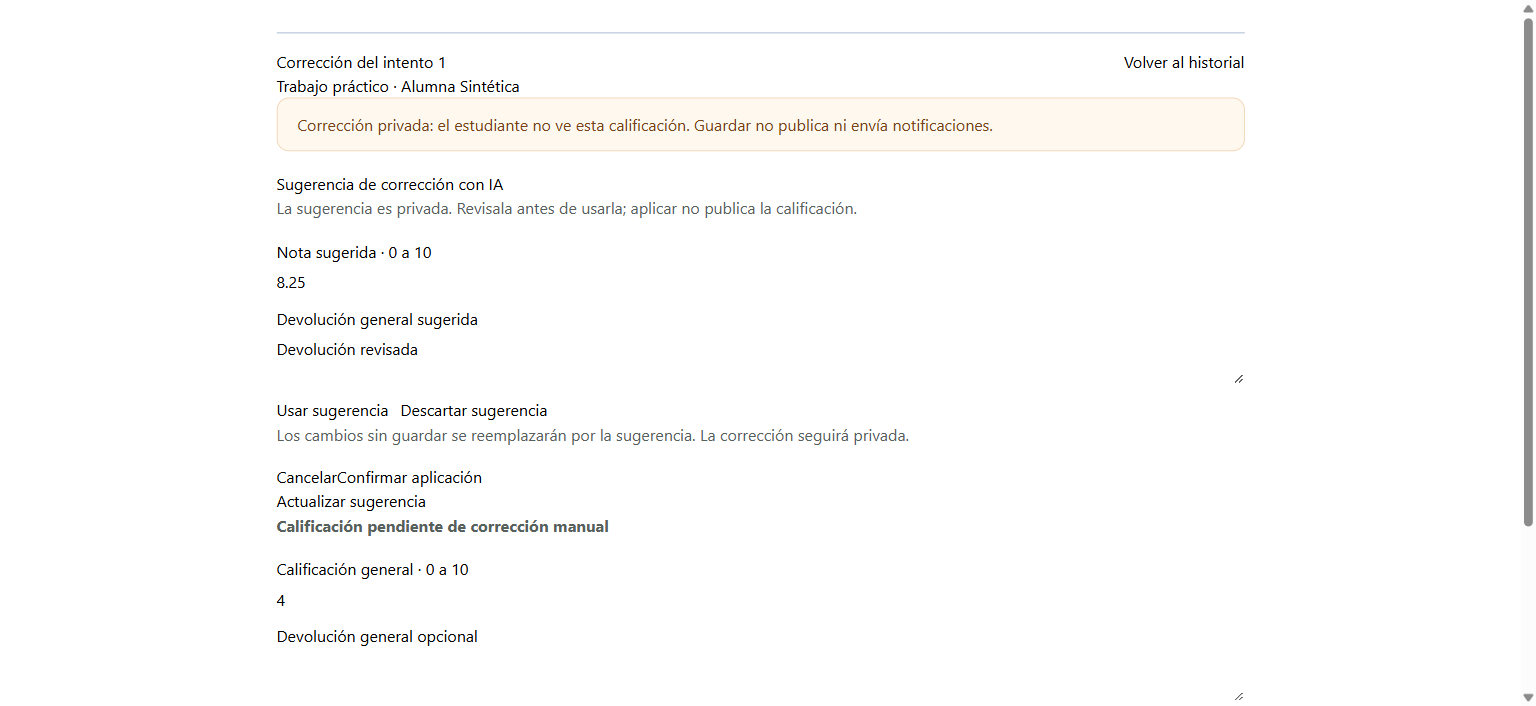 Corrección del intento 1
Volver al historial
Trabajo práctico · Alumna Sintética
Corrección privada: el estudiante no ve esta calificación. Guardar no publica ni envía notificaciones.
Sugerencia de corrección con IA
La sugerencia es privada. Revisala antes de usarla; aplicar no publica la calificación.
Nota sugerida · 0 a 10
8.25
Devolución general sugerida
Devolución revisada
Usar sugerencia Descartar sugerencia
Los cambios sin guardar se reemplazarán por la sugerencia. La corrección seguirá privada.
CancelarConfirmar aplicación
Actualizar sugerencia
Calificación pendiente de corrección manual
Calificación general · 0 a 10
4
Devolución general opcional